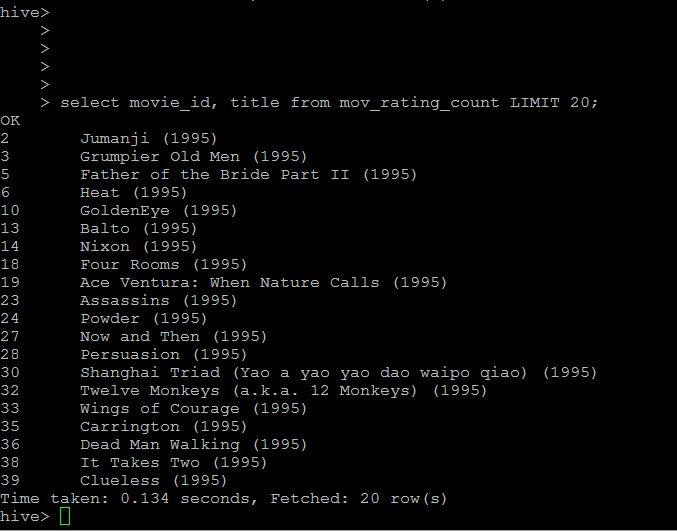 hive>
>
>
>
>
> select movie_id, title from mov_rating_count LIMIT 20;
OK
2 Jumanji (1995)
3 Grumpier Old Men (1995)
5 Father of the Bride Part II (1995)
6 Heat (1995)
10 GoldenEye (1995)
13 Balto (1995)
14 Nixon (1995)
18 Four Rooms (1995)
19 Ace Ventura: When Nature Calls (1995)
23 Assassins (1995)
24 Powder (1995)
27 Now and Then (1995)
28 Persuasion (1995)
30 Shanghai Triad (Yao a yao yao dao waipo qiao) (1995)
32 Twelve Monkeys (a.k.a. 12 Monkeys) (1995)
33 Wings of Courage (1995)
35 Carrington (1995)
36 Dead Man Walking (1995)
38 It Takes Two (1995)
39 Clueless (1995)
Time taken: 0.134 seconds, Fetched: 20 row(s)
hive>